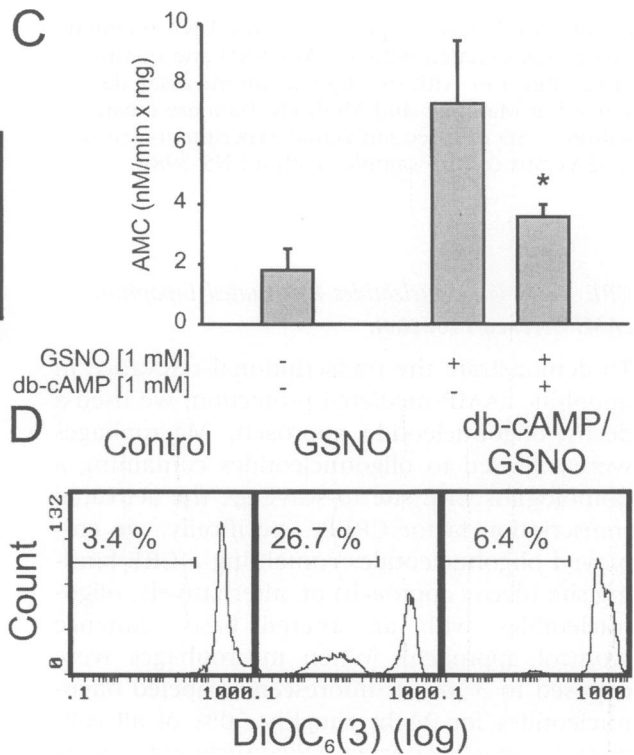 C
10
8
6
4
2
0
AMC (nM/min x mg)
*
GSNO [1 mM] - + +
db-cAMP [1 mM] - - +
D
Control GSNO db-cAMP/
GSNO
132
0
Count
3.4 % 26.7 % 6.4 %
.1 1000 .1 1000 .1 1000
DiOC6(3) (log)